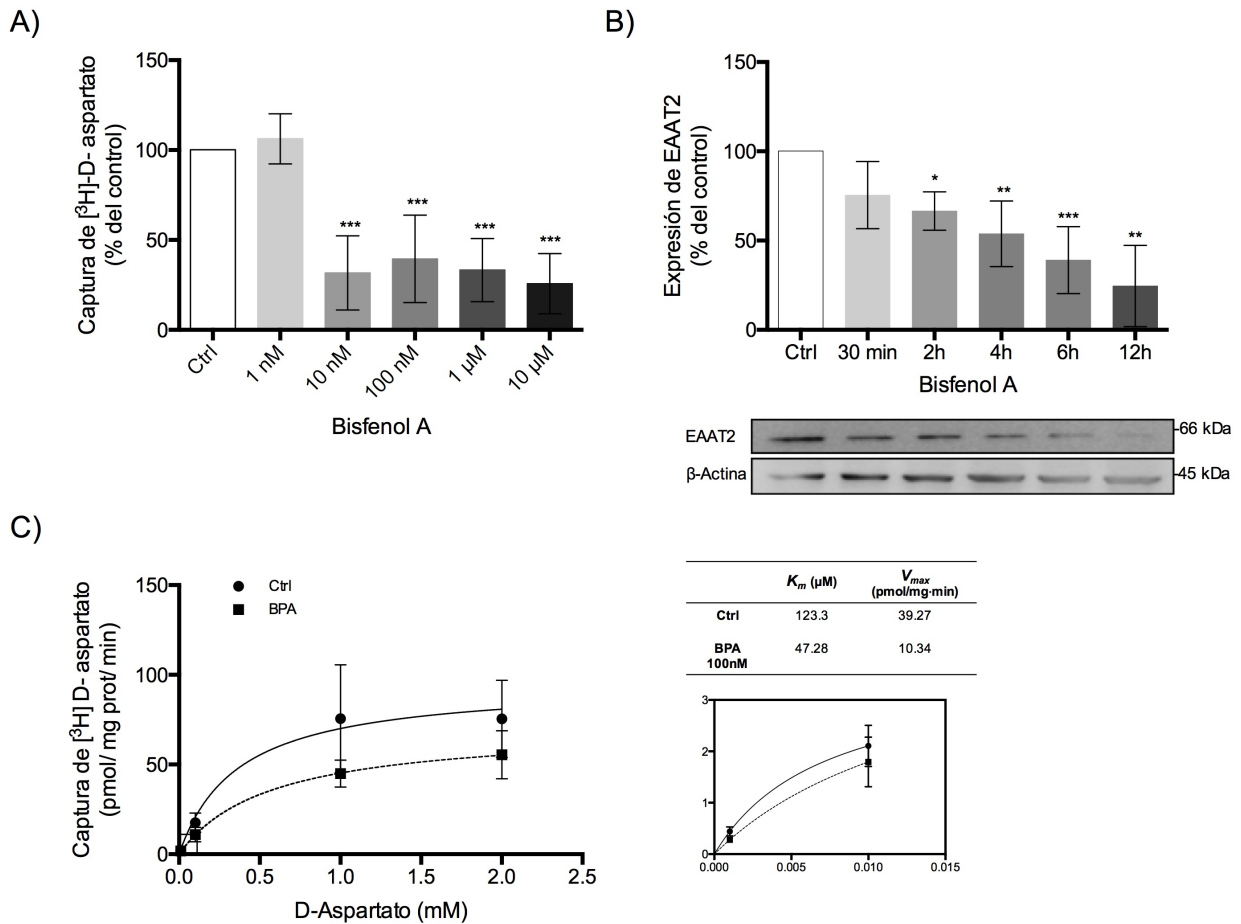 A)
Captura de [³H]-D- aspartato
(% del control)
150
100
50
0
***
***
***
***
Ctrl
1 nM
10 nM
100 nM
1 µM
10 µM
Bisfenol A
B)
Expresión de EAAT2
(% del control)
150
100
50
0
*
**
***
**
Ctrl
30 min
2h
4h
6h
12h
Bisfenol A
EAAT2
-66 kDa
β-Actina
-45 kDa
C)
Captura de [³H] D- aspartato
(pmol/ mg prot/ min)
150
100
50
0
Ctrl
BPA
0.0
0.5
1.0
1.5
2.0
2.5
D-Aspartato (mM)
Km (µM)
Vmax
(pmol/mg·min)
Ctrl
123.3
39.27
BPA
100nM
47.28
10.34
3
2
1
0
0.000
0.005
0.010
0.015